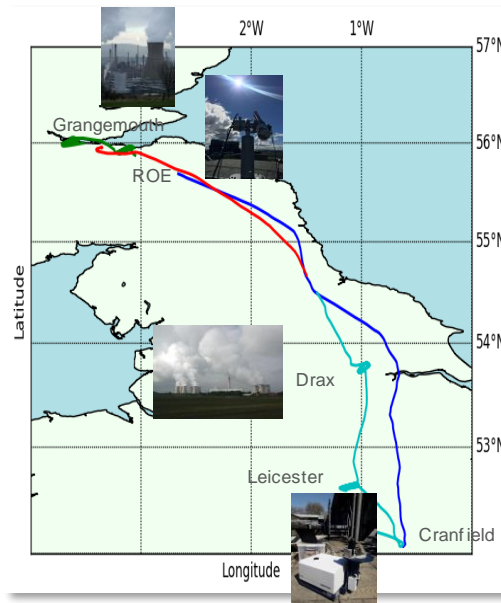 2°W
1°W
57°N
Grangemouth
56°N
ROE
55°N
Latitude
54°N
Drax
53°N
Leicester
Cranfield
Longitude